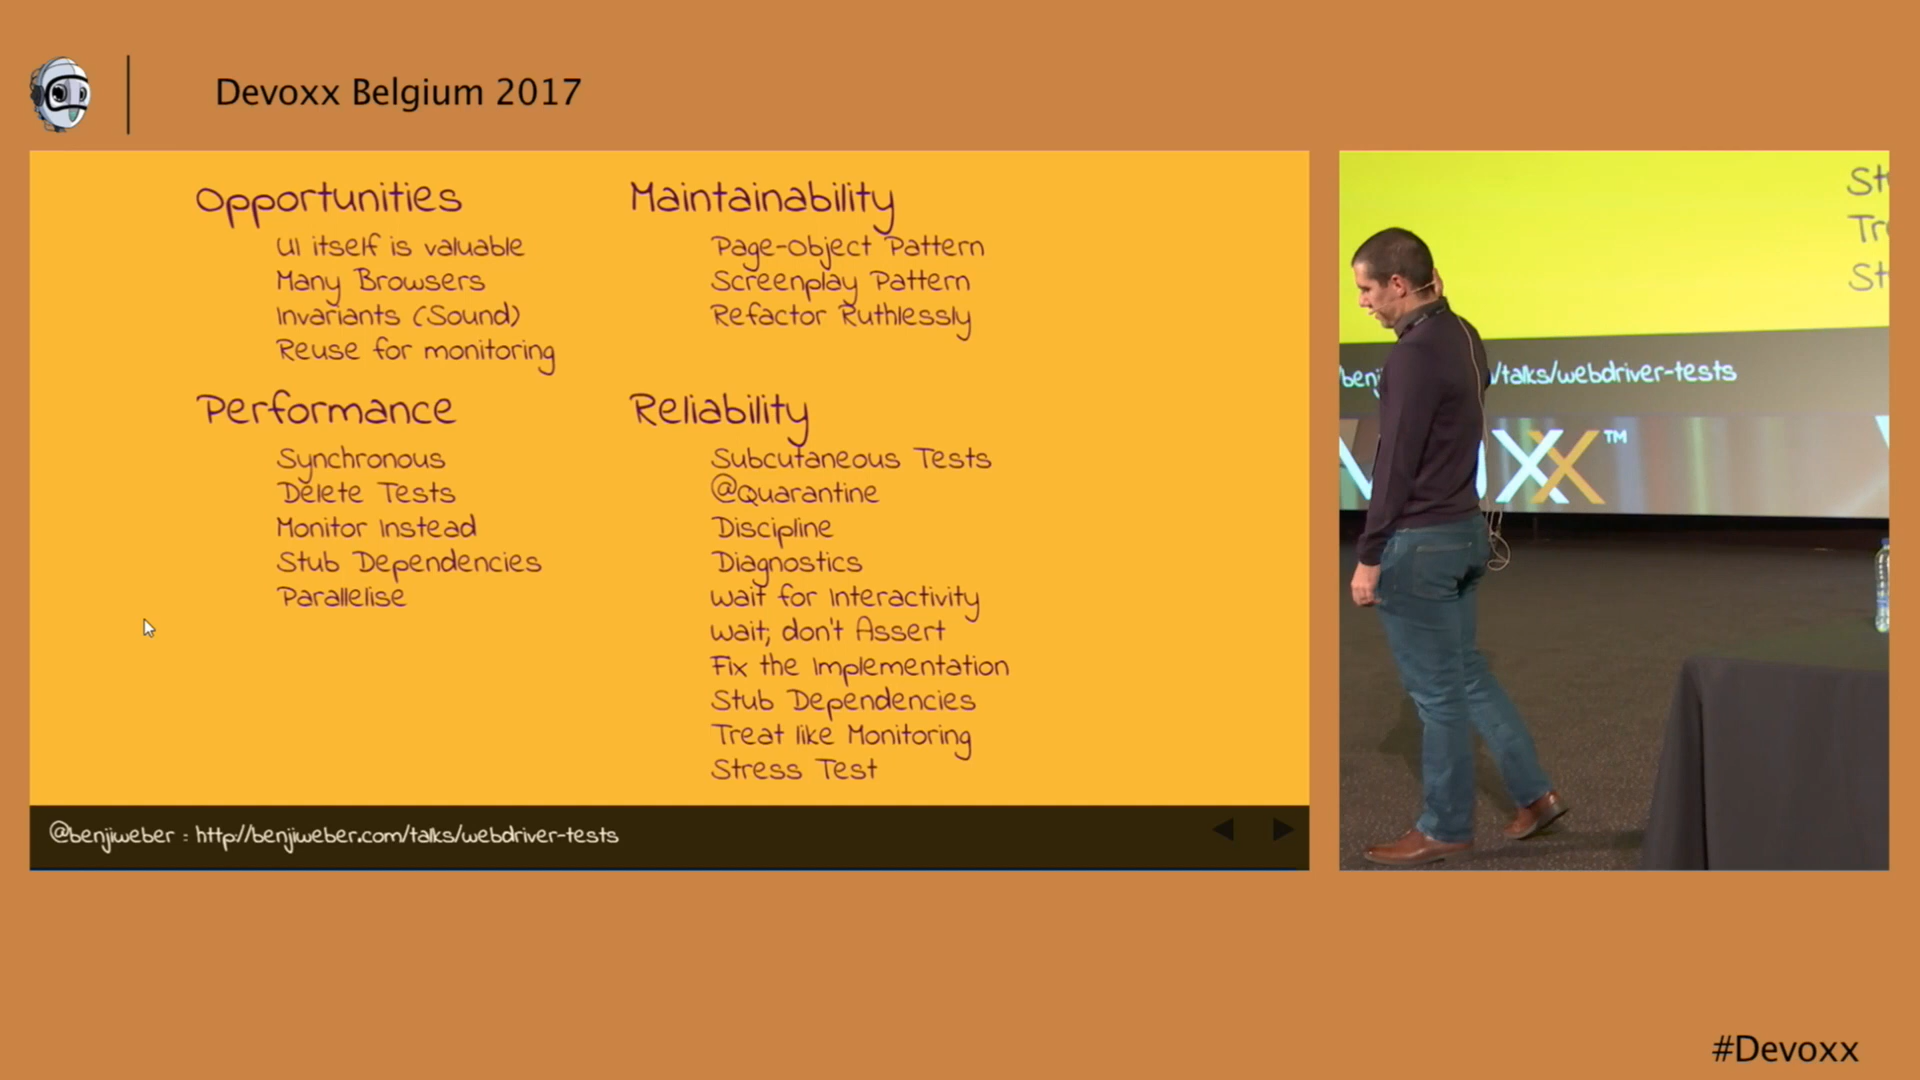 Devoxx Belgium 2017
Opportunities
UI itself is valuable
Many Browsers
Invariants (Sound)
Reuse for monitoring
Performance
Synchronous
Delete Tests
Monitor Instead
Stub Dependencies
Parallelise
Maintainability
Page-Object Pattern
Screenplay Pattern
Refactor Ruthlessly
Reliability
Subcutaneous Tests
@Quarantine
Discipline
Diagnostics
Wait for Interactivity
Wait; don't Assert
Fix the Implementation
Stub Dependencies
Treat like Monitoring
Stress Test
@benjiweber : http://benjiweber.com/talks/webdriver-tests
/talks/webdriver-tests
#Devoxx